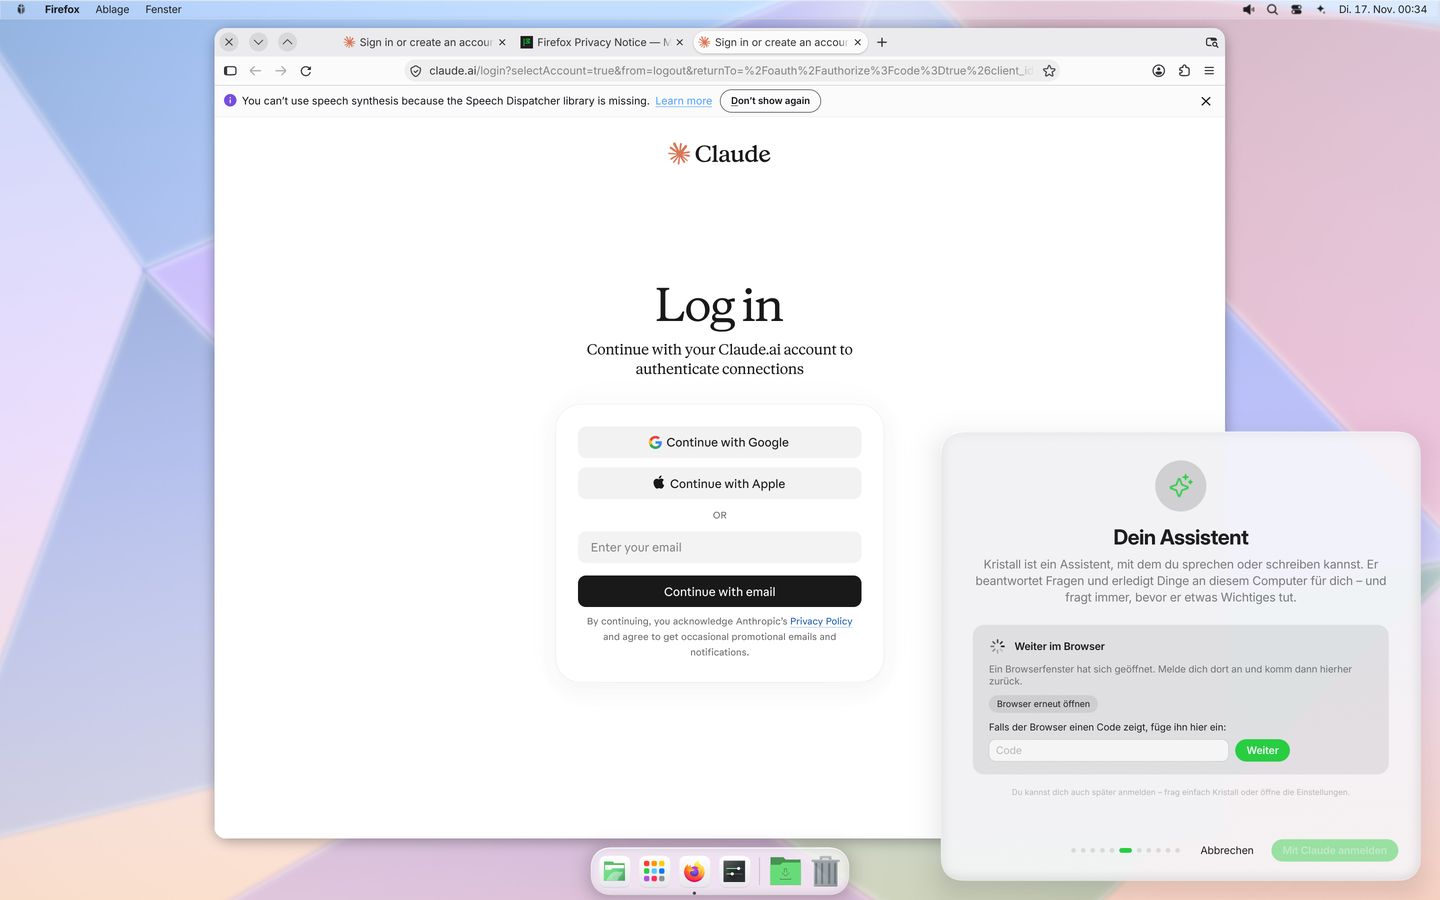 Firefox Ablage Fenster Di. 17. Nov. 00:34
Sign in or create an accour
Firefox Privacy Notice — M
Sign in or create an accour
claude.ai/login?selectAccount=true&from=logout&returnTo=%2Foauth%2Fauthorize%3Fcode%3Dtrue%26client_id
You can't use speech synthesis because the Speech Dispatcher library is missing. Learn more Don't show again
Claude
Log in
Continue with your Claude.ai account to
authenticate connections
Continue with Google
Continue with Apple
OR
Enter your email
Continue with email
By continuing, you acknowledge Anthropic's Privacy Policy
and agree to get occasional promotional emails and
notifications.
Dein Assistent
Kristall ist ein Assistent, mit dem du sprechen oder schreiben kannst. Er
beantwortet Fragen und erledigt Dinge an diesem Computer für dich – und
fragt immer, bevor er etwas Wichtiges tut.
Weiter im Browser
Ein Browserfenster hat sich geöffnet. Melde dich dort an und komm dann hierher
zurück.
Browser erneut öffnen
Falls der Browser einen Code zeigt, füge ihn hier ein:
Code
Weiter
Du kannst dich auch später anmelden – frag einfach Kristall oder öffne die Einstellungen.
Abbrechen
Mit Claude anmelden